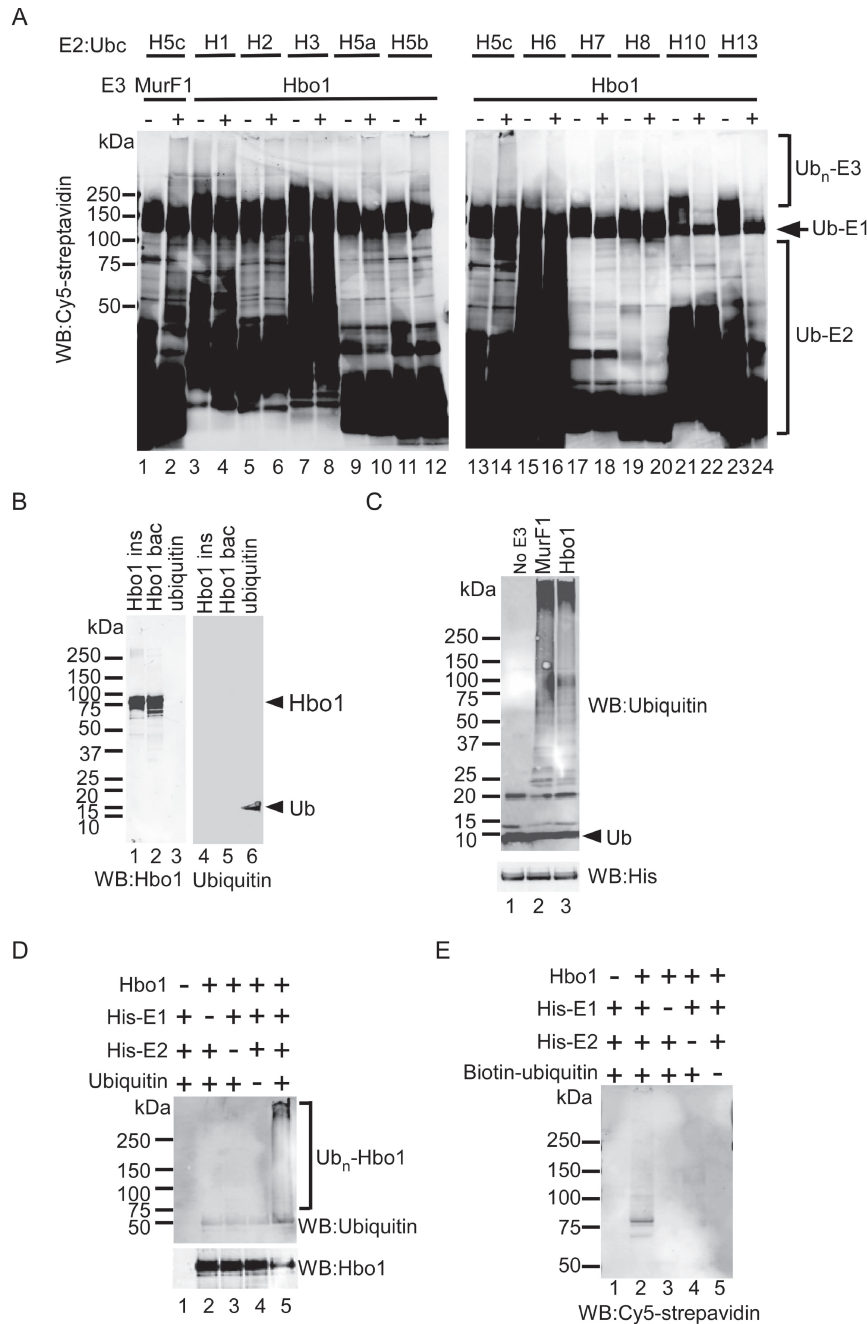 A
E2:Ubc H5c H1 H2 H3 H5a H5b H5c H6 H7 H8 H10 H13
E3 MurF1 Hbo1 Hbo1
- + - + - + - + - + - + - + - + - + - + - + - +
kDa
250
150
100
75
50
WB:Cy5-streptavidin
Ubn-E3
Ub-E1
Ub-E2
1 2 3 4 5 6 7 8 9 10 11 12 13 14 15 16 17 18 19 20 21 22 23 24
B
Hbo1 ins
Hbo1 bac
ubiquitin
Hbo1 ins
Hbo1 bac
ubiquitin
kDa
250
150
100
75
50
37
25
20
15
10
Hbo1
Ub
1 2 3 4 5 6
WB:Hbo1 Ubiquitin
C
No E3
MurF1
Hbo1
kDa
250
150
100
75
50
37
25
20
15
10
WB:Ubiquitin
Ub
WB:His
1 2 3
D
Hbo1 - + + + +
His-E1 + - + + +
His-E2 + + - + +
Ubiquitin + + + - +
kDa
250
150
100
75
50
Ubn-Hbo1
WB:Ubiquitin
WB:Hbo1
1 2 3 4 5
E
Hbo1 - + + + +
His-E1 + + - + +
His-E2 + + + - +
Biotin-ubiquitin + + + + -
kDa
250
150
100
75
50
1 2 3 4 5
WB:Cy5-strepavidin